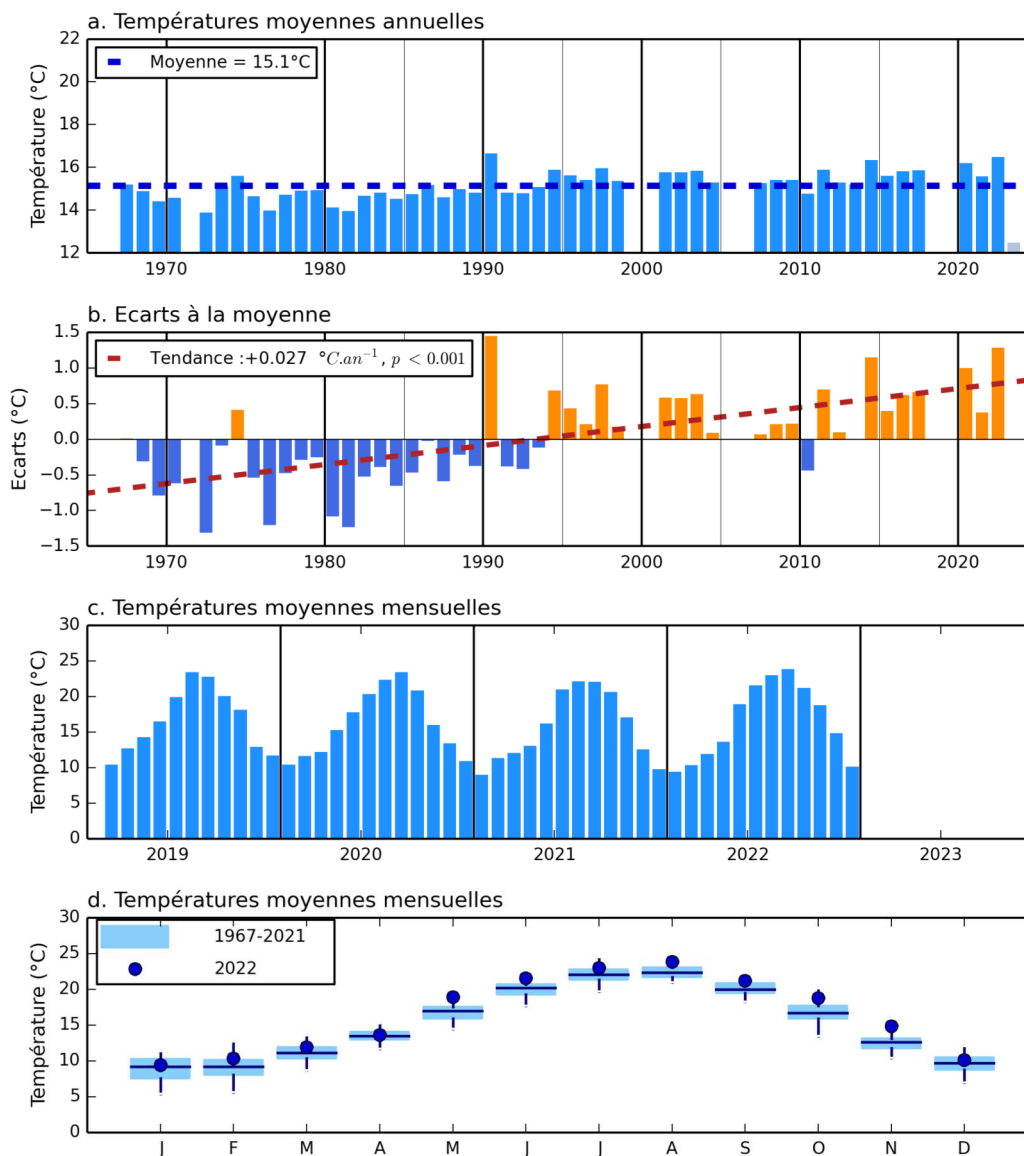 a. Températures moyennes annuelles
22
20
18
16
14
12
Température (°C)
Moyenne = 15.1°C
1970 1980 1990 2000 2010 2020
b. Ecarts à la moyenne
1.5
1.0
0.5
0.0
−0.5
−1.0
−1.5
Ecarts (°C)
Tendance :+0.027 °C.an⁻¹, p < 0.001
1970 1980 1990 2000 2010 2020
c. Températures moyennes mensuelles
30
25
20
15
10
5
0
Température (°C)
2019 2020 2021 2022 2023
d. Températures moyennes mensuelles
30
25
20
15
10
5
0
Température (°C)
1967-2021
2022
J F M A M J J A S O N D